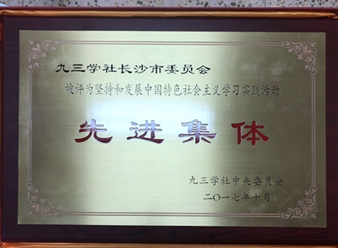 九三学社长沙市委员会
被评为坚持和发展中国特色社会主义学习实践活动
先进集体
九三学社中央委员会
二〇一七年十月